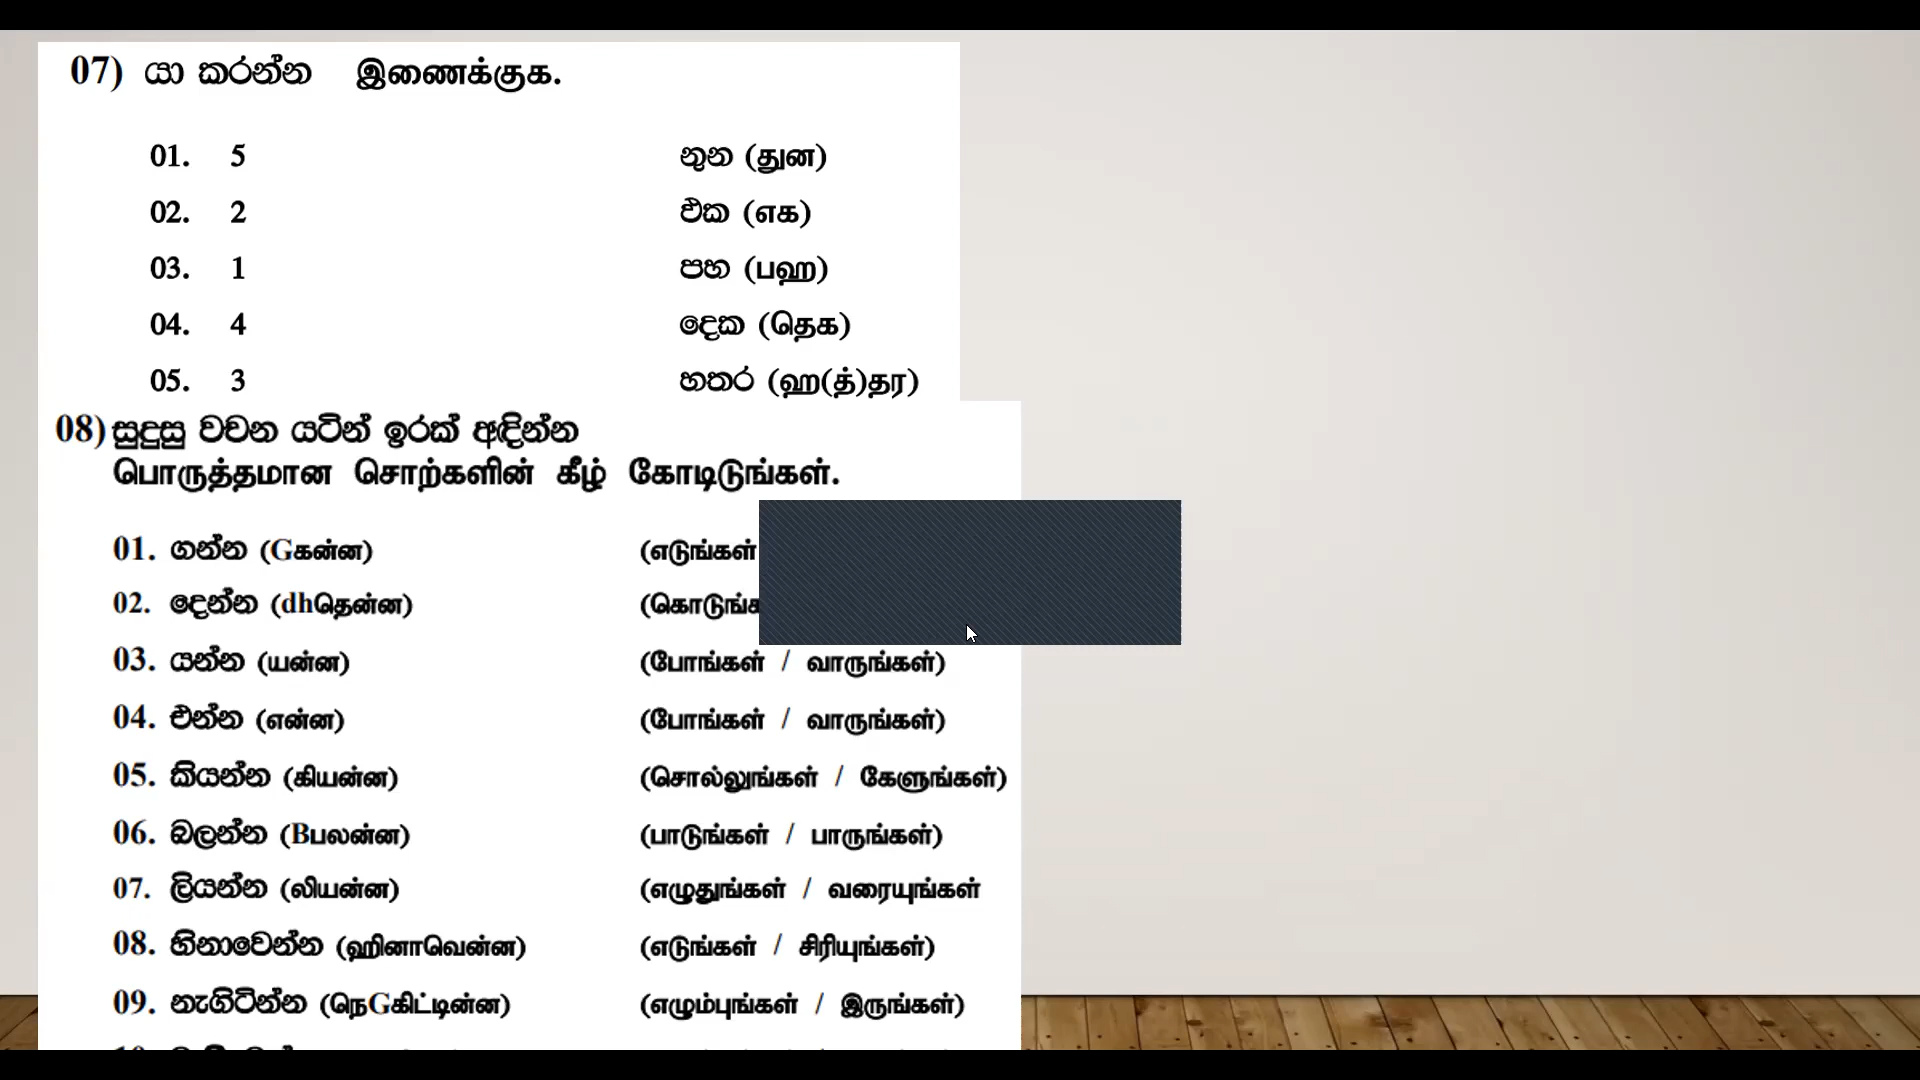 07) යා කරන්න இணைக்குக.
01. 5 නුන (துன)
02. 2 ඵක (எக)
03. 1 පහ (பஹ)
04. 4 දෙක (தெக)
05. 3 හතර (ஹ(த்)தர)
08) සුදුසු වචන යටින් ඉරක් අඳින්න
பொருத்தமான சொற்களின் கீழ் கோடிடுங்கள்.
01. ගන්න (Gகன்ன) (எடுங்கள்
02. දෙන්න (dhதென்ன)
03. යන්න (யன்ன) (போங்கள் / வாருங்கள்)
04. එන්න (என்ன) (போங்கள் / வாருங்கள்)
05. කියන්න (கியன்ன) (சொல்லுங்கள் / கேளுங்கள்)
06. බලන්න (Bபலன்ன) (பாடுங்கள் / பாருங்கள்)
07. ලියන්න (லியன்ன) (எழுதுங்கள் / வரையுங்கள்
08. හිනාවෙන්න (ஹினாவென்ன) (எடுங்கள் / சிரியுங்கள்)
09. නැගිටින්න (நெGகிட்டின்ன) (எழும்புங்கள் / இருங்கள்)